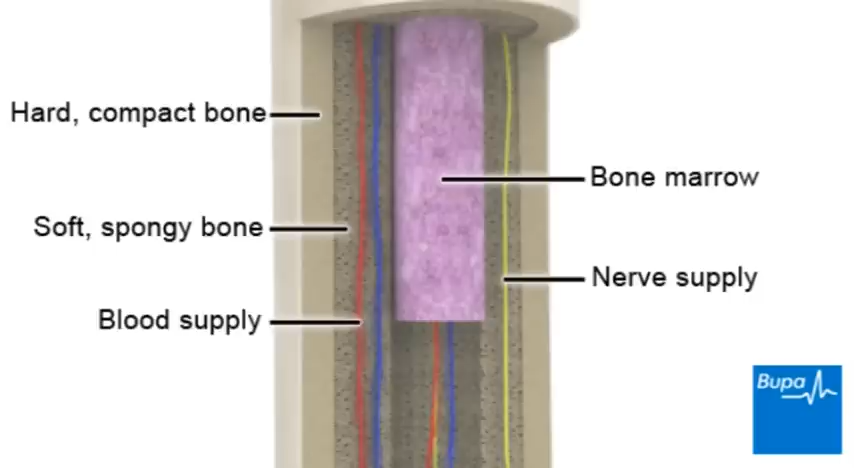 Hard, compact bone
Bone marrow
Soft, spongy bone
Nerve supply
Blood supply
Bupa